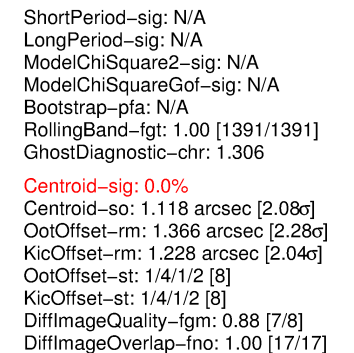 ShortPeriod−sig: N/A
LongPeriod−sig: N/A
ModelChiSquare2−sig: N/A
ModelChiSquareGof−sig: N/A
Bootstrap−pfa: N/A
RollingBand−fgt: 1.00 [1391/1391]
GhostDiagnostic−chr: 1.306
Centroid−sig: 0.0%
Centroid−so: 1.118 arcsec [2.08σ]
OotOffset−rm: 1.366 arcsec [2.28σ]
KicOffset−rm: 1.228 arcsec [2.04σ]
OotOffset−st: 1/4/1/2 [8]
KicOffset−st: 1/4/1/2 [8]
DiffImageQuality−fgm: 0.88 [7/8]
DiffImageOverlap−fno: 1.00 [17/17]